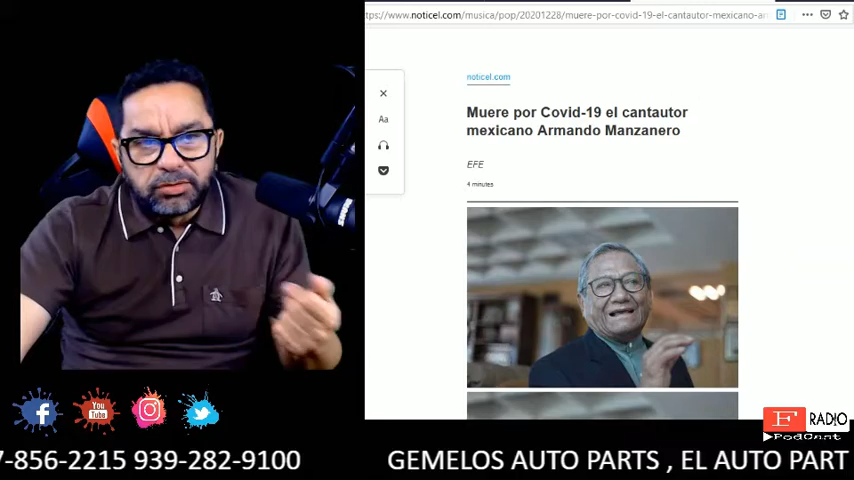 ttps://www.noticel.com/musica/pop/20201228/muere-por-covid-19-el-cantautor-mexicano-ar
noticel.com
Muere por Covid-19 el cantautor
mexicano Armando Manzanero
EFE
4 minutes
Aa
You
Tube
F RADIO
PodCast
7-856-2215 939-282-9100 GEMELOS AUTO PARTS , EL AUTO PART